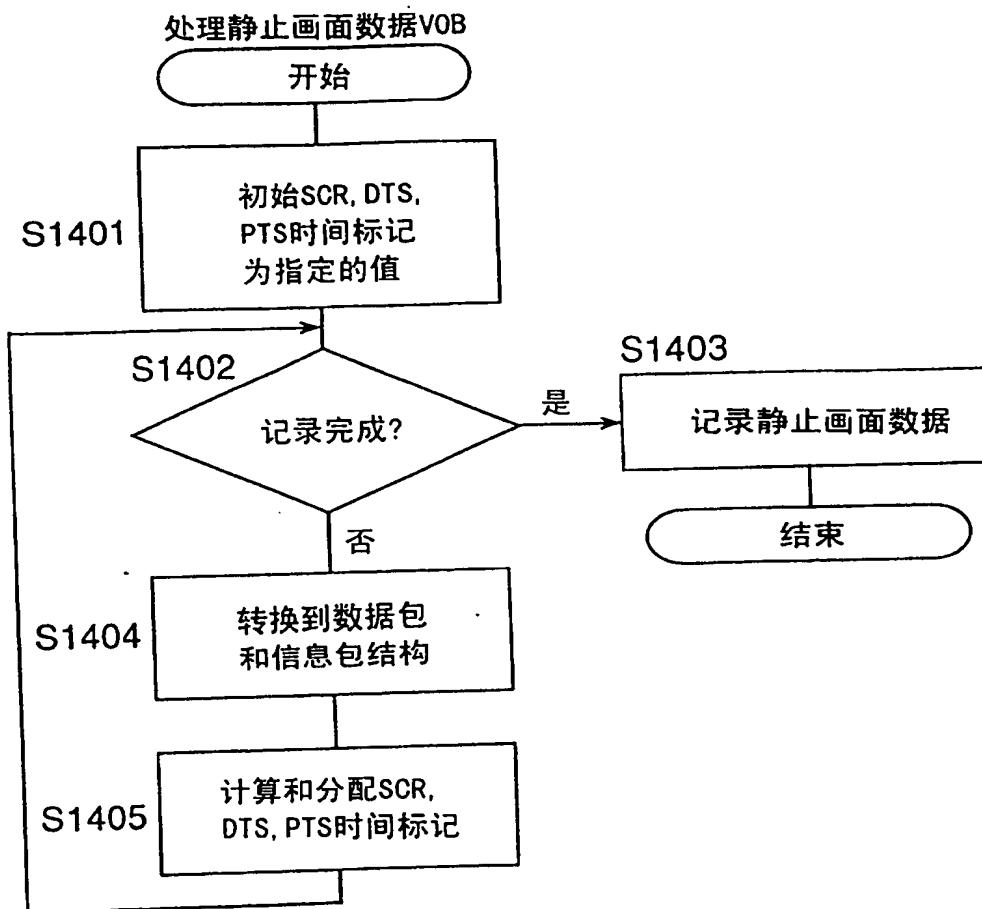 处理静止画面数据VOB
开始
S1401
初始SCR, DTS,
PTS时间标记
为指定的值
S1402
记录完成?
是
S1403
记录静止画面数据
结束
否
S1404
转换到数据包
和信息包结构
S1405
计算和分配SCR,
DTS, PTS时间标记